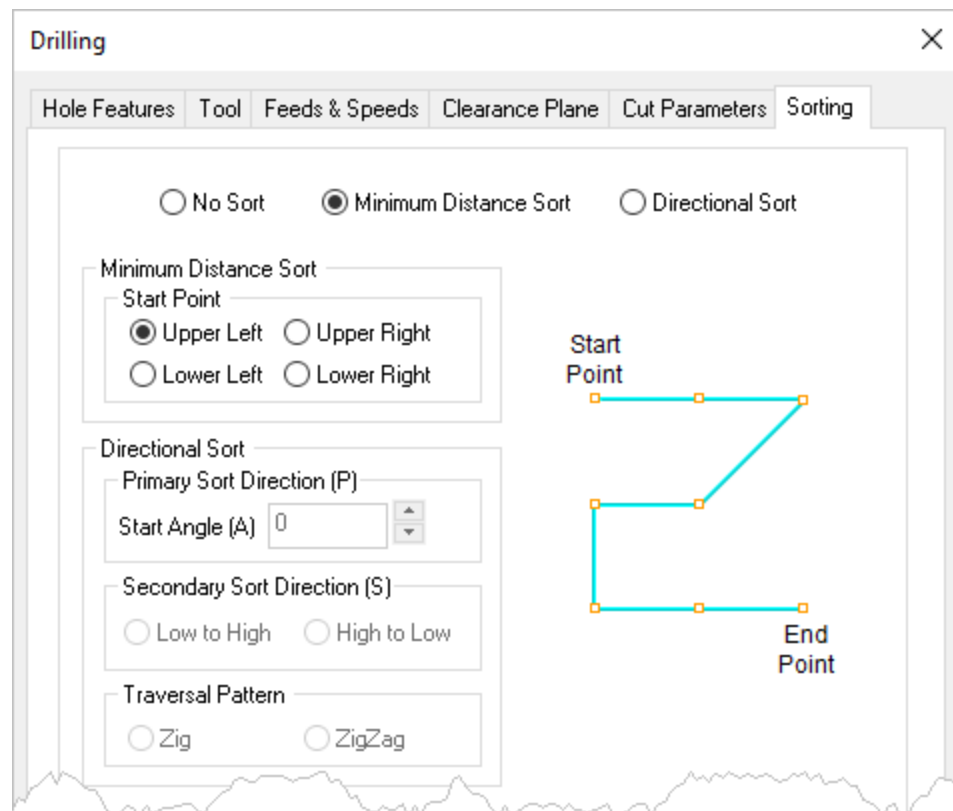 Drilling
Hole Features Tool Feeds & Speeds Clearance Plane Cut Parameters Sorting
No Sort Minimum Distance Sort Directional Sort
Minimum Distance Sort
Start Point
Upper Left Upper Right
Lower Left Lower Right
Start
Point
Directional Sort
Primary Sort Direction (P)
Start Angle (A) 0
Secondary Sort Direction (S)
Low to High High to Low
End
Point
Traversal Pattern
Zig ZigZag